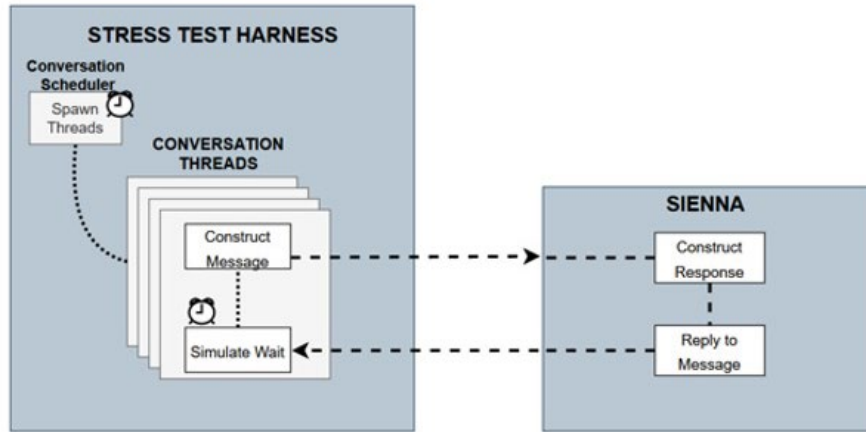 STRESS TEST HARNESS
Conversation
Scheduler
Spawn
Threads
CONVERSATION
THREADS
Construct
Message
Simulate Wait
SIENNA
Construct
Response
Reply to
Message